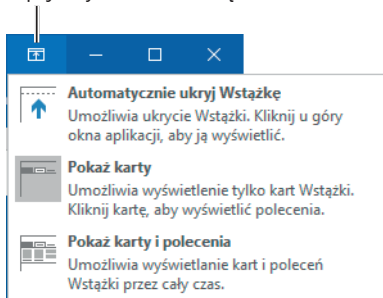 Automatycznie ukryj Wstążkę
Umożliwia ukrycie Wstążki. Kliknij u góry
okna aplikacji, aby ją wyświetlić.
Pokaż karty
Umożliwia wyświetlenie tylko kart Wstążki.
Kliknij kartę, aby wyświetlić polecenia.
Pokaż karty i polecenia
Umożliwia wyświetlanie kart i poleceń
Wstążki przez cały czas.